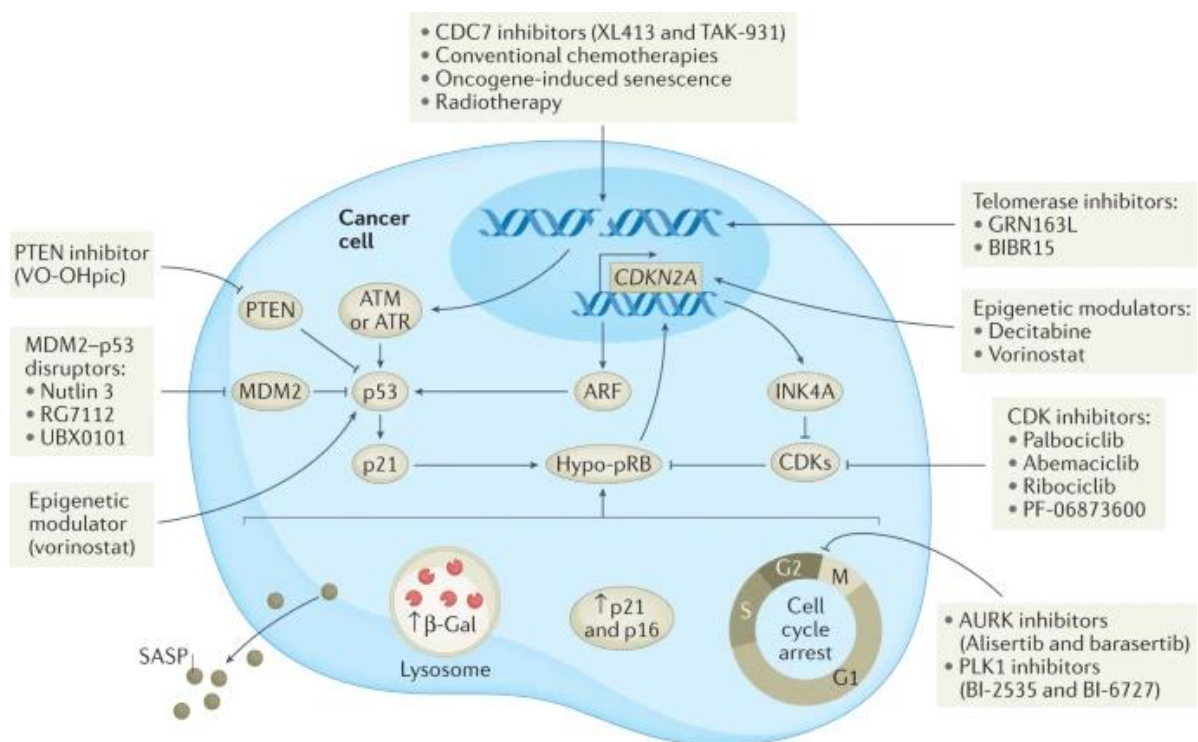 • CDC7 inhibitors (XL413 and TAK-931)
• Conventional chemotherapies
• Oncogene-induced senescence
• Radiotherapy
Cancer
cell
Telomerase inhibitors:
• GRN163L
• BIBR15
PTEN inhibitor
(VO-OHpic)
CDKN2A
PTEN
ATM
or ATR
Epigenetic modulators:
• Decitabine
• Vorinostat
MDM2–p53
disruptors:
• Nutlin 3
• RG7112
• UBX0101
MDM2
p53
ARF
INK4A
CDK inhibitors:
• Palbociclib
• Abemaciclib
• Ribociclib
• PF-06873600
p21
Hypo-pRB
CDKs
Epigenetic
modulator
(vorinostat)
↑β-Gal
Lysosome
↑p21
and p16
G2
M
S
G1
Cell
cycle
arrest
• AURK inhibitors
(Alisertib and barasertib)
• PLK1 inhibitors
(BI-2535 and BI-6727)
SASP